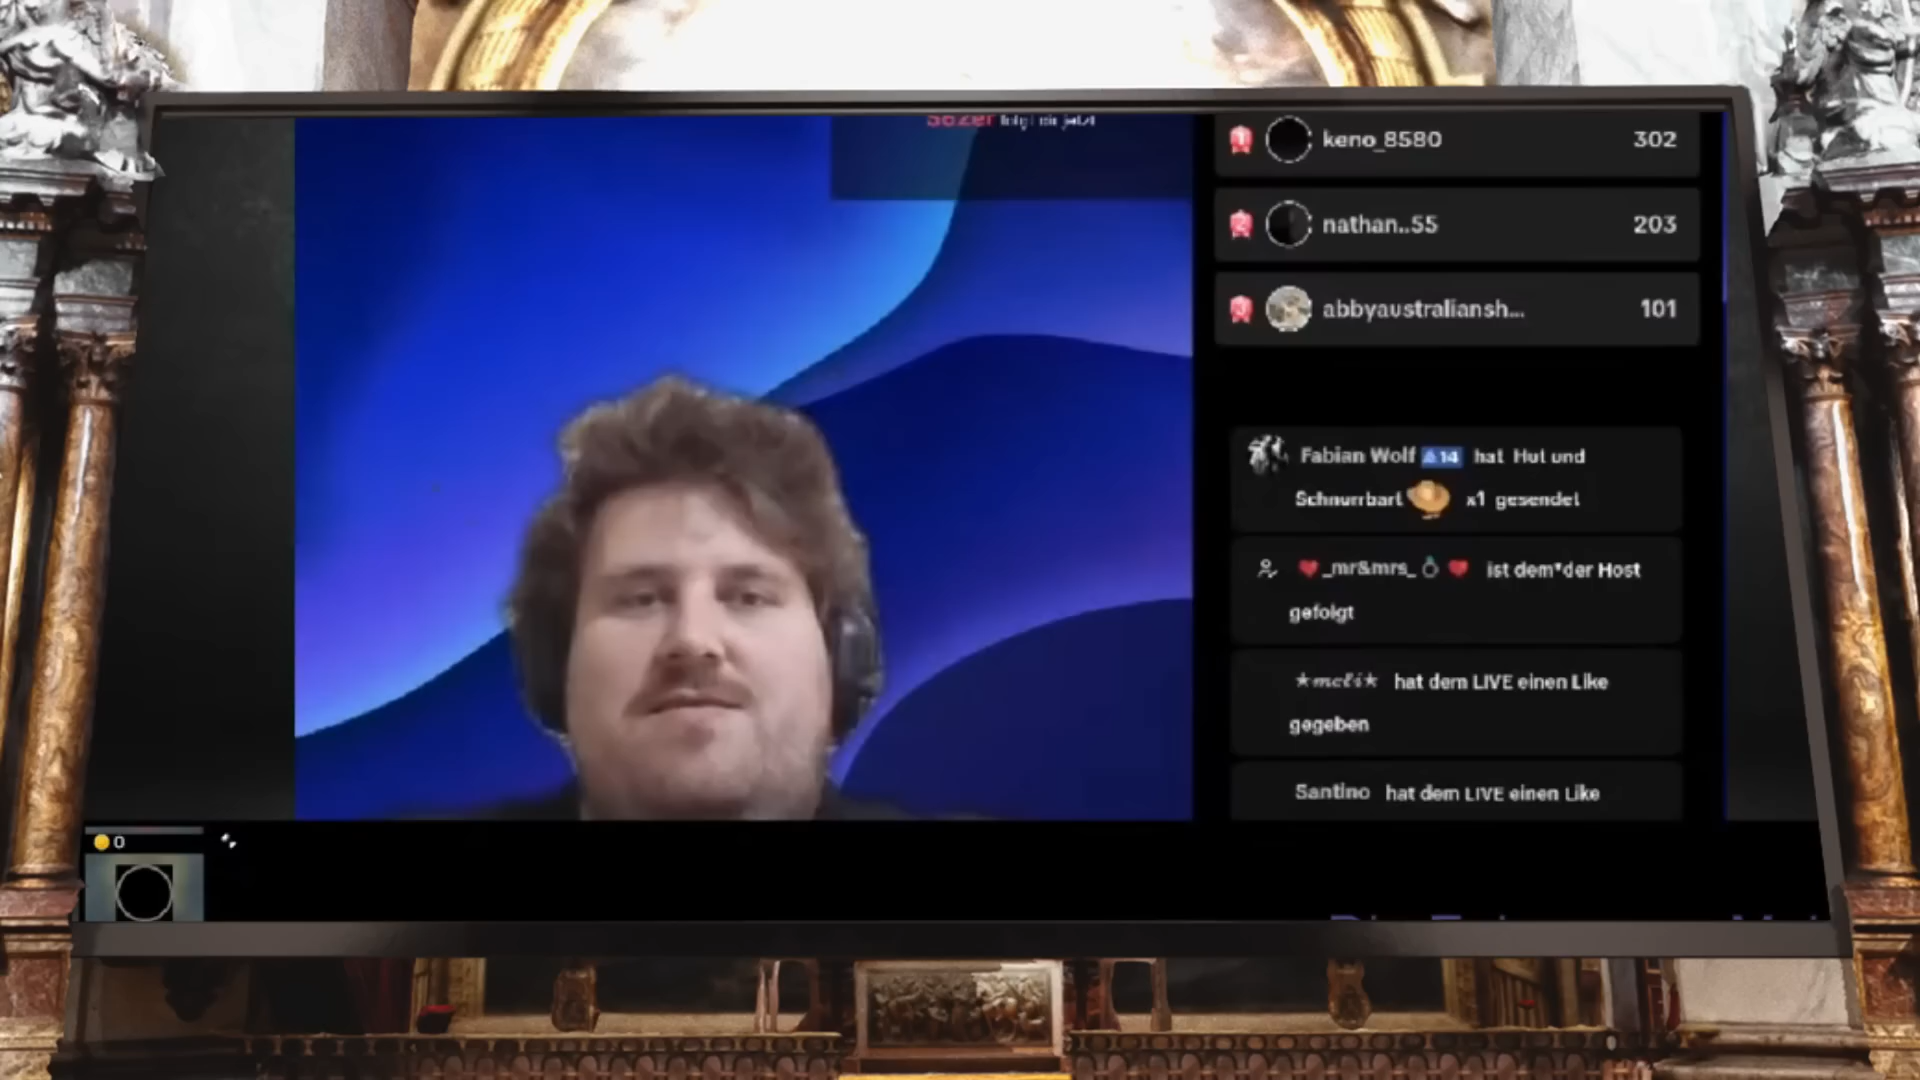 keno_8580
302
nathan..55
203
abbyaustraliansh...
101
Fabian Wolf 14 hat Hut und
Schnurrbart x1 gesendet
_mr&mrs_ ist dem*der Host
gefolgt
★meli★ hat dem LIVE einen Like
gegeben
Santino hat dem LIVE einen Like
0